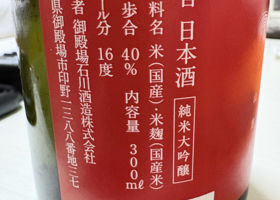 日本酒
純米大吟醸
料名 米(国産)・米麹(国産米)
歩合 40% 内容量 300ml
ール分 16度
者 御殿場石川酒造株式会社
県御殿場市印野一三八八番地三七